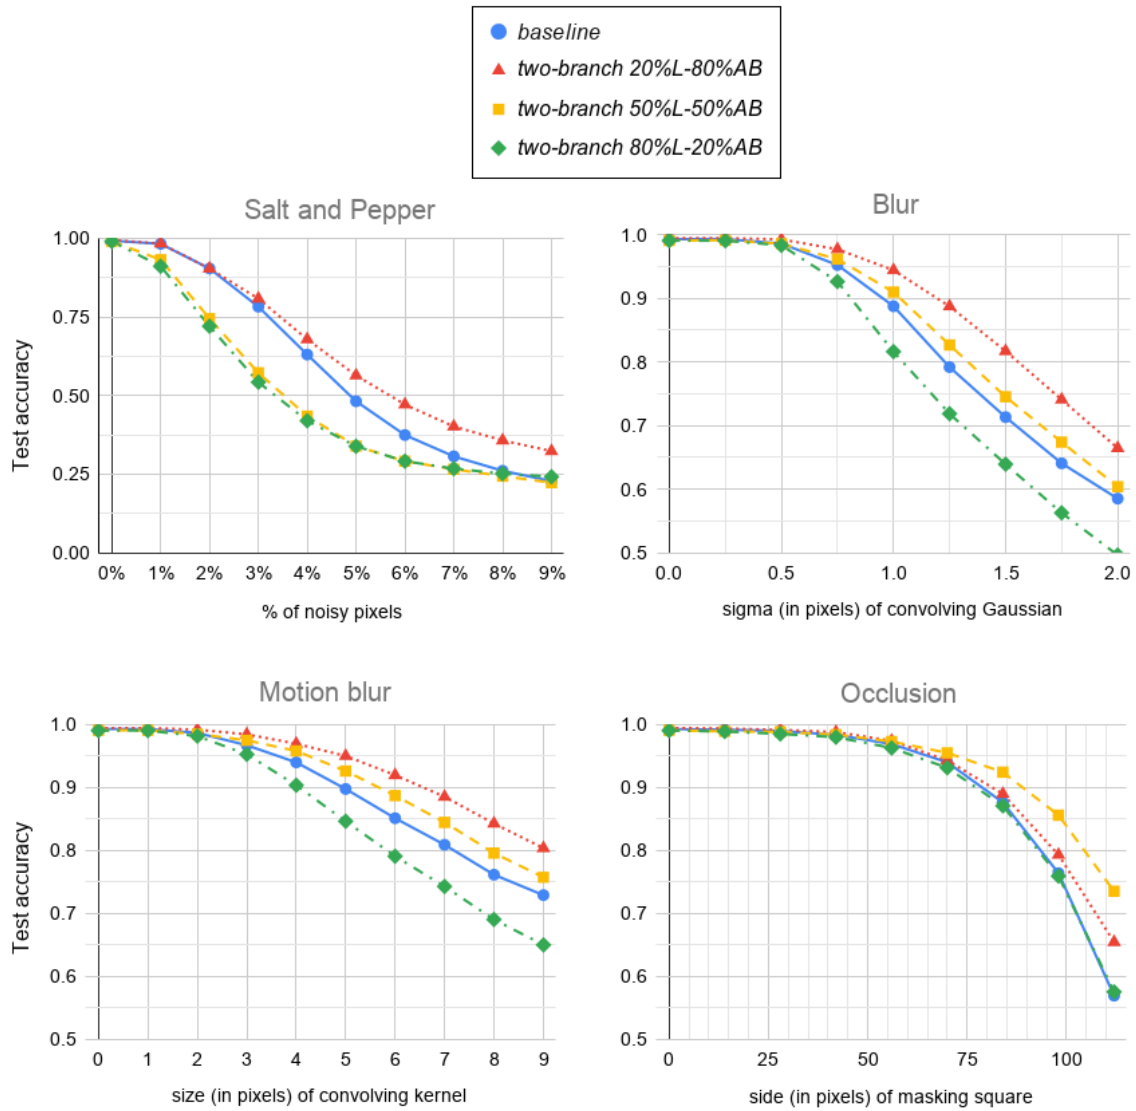 baseline
two-branch 20%L-80%AB
two-branch 50%L-50%AB
two-branch 80%L-20%AB
Salt and Pepper
Test accuracy
1.00
0.75
0.50
0.25
0.00
0% 1% 2% 3% 4% 5% 6% 7% 8% 9%
% of noisy pixels
Blur
1.0
0.9
0.8
0.7
0.6
0.5
0.0 0.5 1.0 1.5 2.0
sigma (in pixels) of convolving Gaussian
Motion blur
Test accuracy
1.0
0.9
0.8
0.7
0.6
0.5
0 1 2 3 4 5 6 7 8 9
size (in pixels) of convolving kernel
Occlusion
1.0
0.9
0.8
0.7
0.6
0.5
0 25 50 75 100
side (in pixels) of masking square